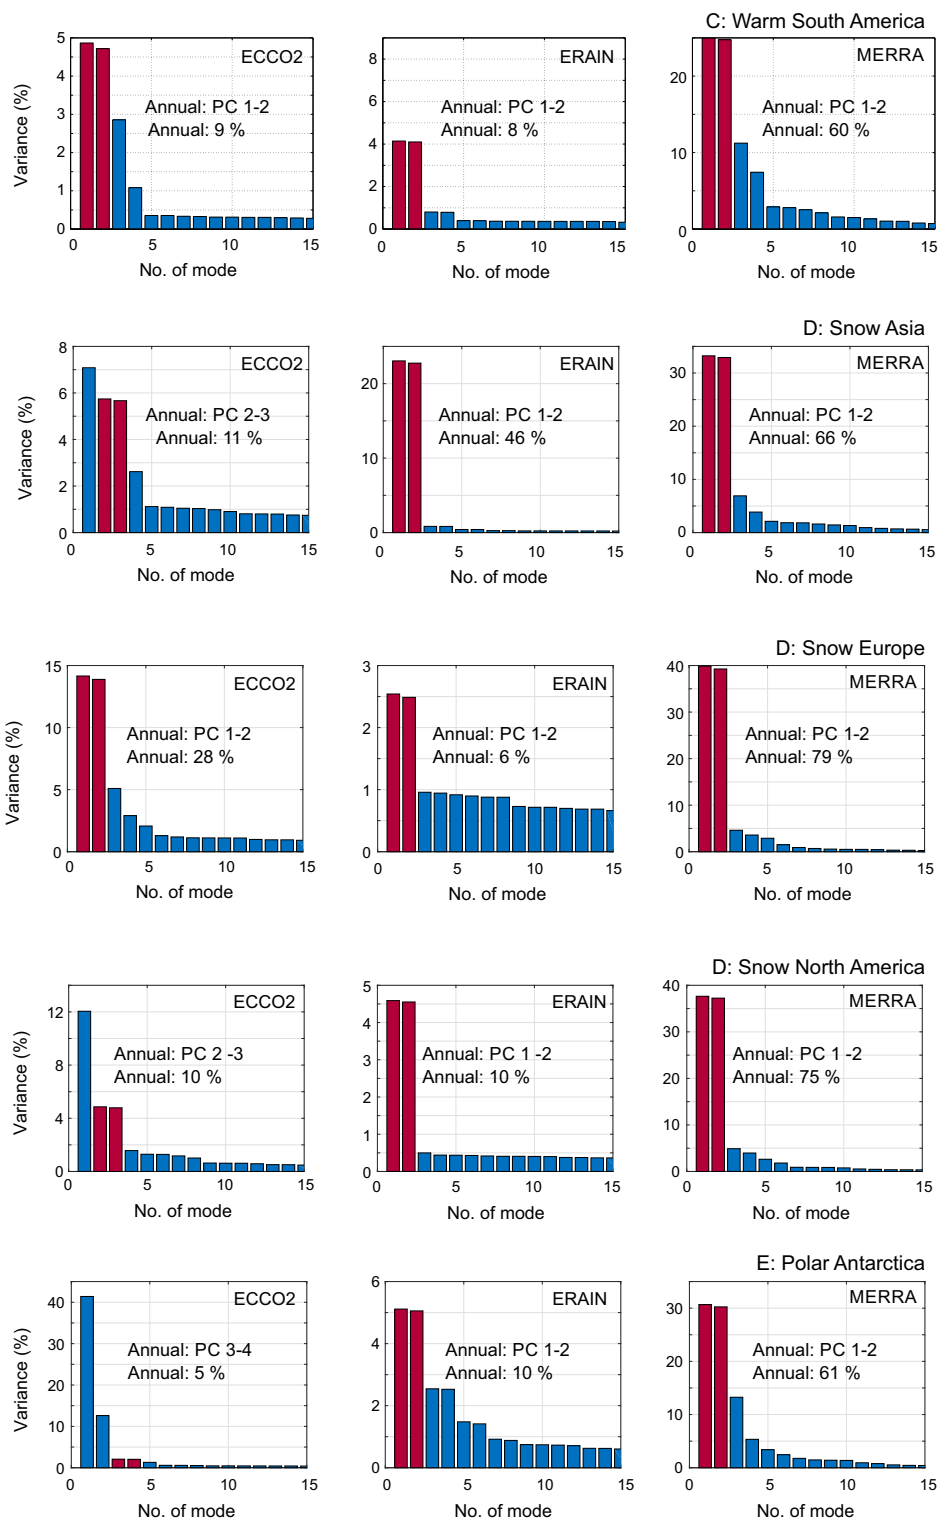 C: Warm South America
Variance (%)
5
4
3
2
1
0
ECCO2
Annual: PC 1-2
Annual: 9 %
0 5 10 15
No. of mode
8
6
4
2
0
ERAIN
Annual: PC 1-2
Annual: 8 %
0 5 10 15
No. of mode
20
10
0
MERRA
Annual: PC 1-2
Annual: 60 %
0 5 10 15
No. of mode
D: Snow Asia
Variance (%)
8
6
4
2
0
ECCO2
Annual: PC 2-3
Annual: 11 %
0 5 10 15
No. of mode
20
10
0
ERAIN
Annual: PC 1-2
Annual: 46 %
0 5 10 15
No. of mode
30
20
10
0
MERRA
Annual: PC 1-2
Annual: 66 %
0 5 10 15
No. of mode
D: Snow Europe
Variance (%)
15
10
5
0
ECCO2
Annual: PC 1-2
Annual: 28 %
0 5 10 15
No. of mode
3
2
1
0
ERAIN
Annual: PC 1-2
Annual: 6 %
0 5 10 15
No. of mode
40
30
20
10
0
MERRA
Annual: PC 1-2
Annual: 79 %
0 5 10 15
No. of mode
D: Snow North America
Variance (%)
12
8
4
0
ECCO2
Annual: PC 2 -3
Annual: 10 %
0 5 10 15
No. of mode
5
4
3
2
1
0
ERAIN
Annual: PC 1 -2
Annual: 10 %
0 5 10 15
No. of mode
40
30
20
10
0
MERRA
Annual: PC 1 -2
Annual: 75 %
0 5 10 15
No. of mode
E: Polar Antarctica
Variance (%)
40
30
20
10
0
ECCO2
Annual: PC 3-4
Annual: 5 %
0 5 10 15
No. of mode
6
4
2
0
ERAIN
Annual: PC 1-2
Annual: 10 %
0 5 10 15
No. of mode
30
20
10
0
MERRA
Annual: PC 1-2
Annual: 61 %
0 5 10 15
No. of mode